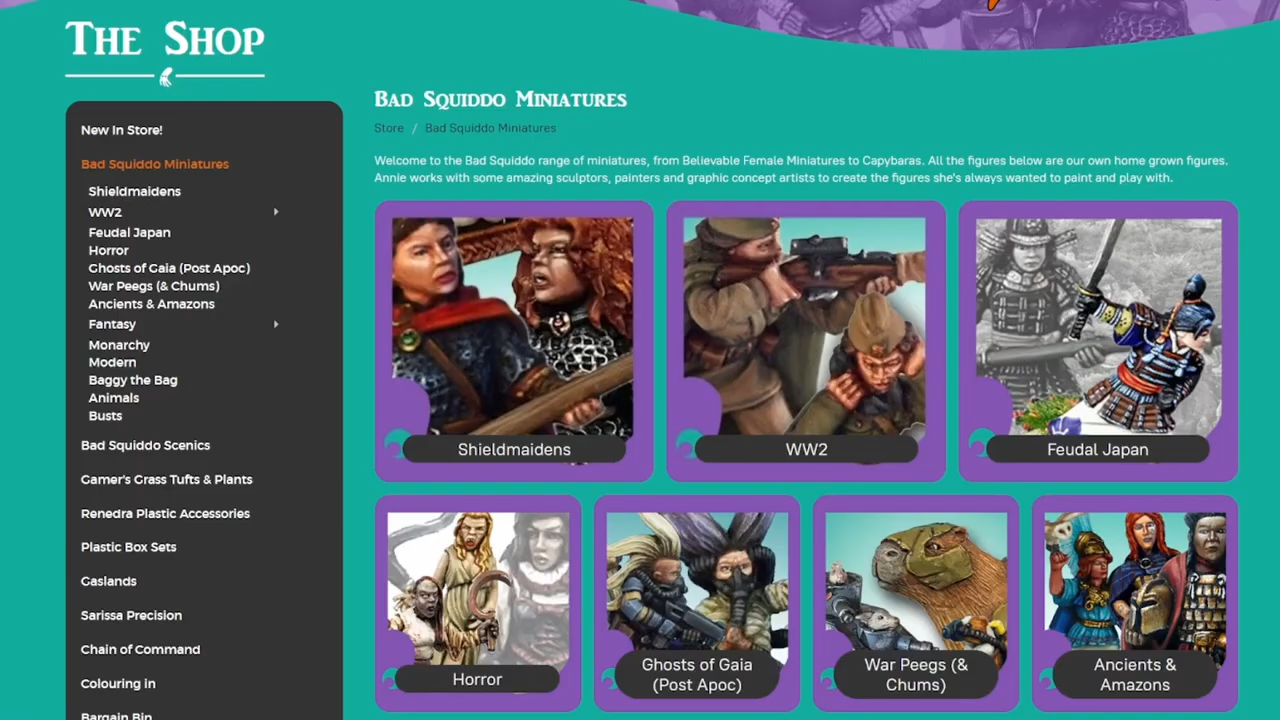 The Shop
New In Store!
Bad Squiddo Miniatures
Shieldmaidens
WW2
Feudal Japan
Horror
Ghosts of Gaia (Post Apoc)
War Peegs (& Chums)
Ancients & Amazons
Fantasy
Monarchy
Modern
Baggy the Bag
Animals
Busts
Bad Squiddo Scenics
Gamer's Grass Tufts & Plants
Renedra Plastic Accessories
Plastic Box Sets
Gaslands
Sarissa Precision
Chain of Command
Colouring in
Bargain Bin
Bad Squiddo Miniatures
Store / Bad Squiddo Miniatures
Welcome to the Bad Squiddo range of miniatures, from Believable Female Miniatures to Capybaras. All the figures below are our own home grown figures.
Annie works with some amazing sculptors, painters and graphic concept artists to create the figures she's always wanted to paint and play with.
Shieldmaidens
WW2
Feudal Japan
Horror
Ghosts of Gaia
(Post Apoc)
War Peegs (&
Chums)
Ancients &
Amazons